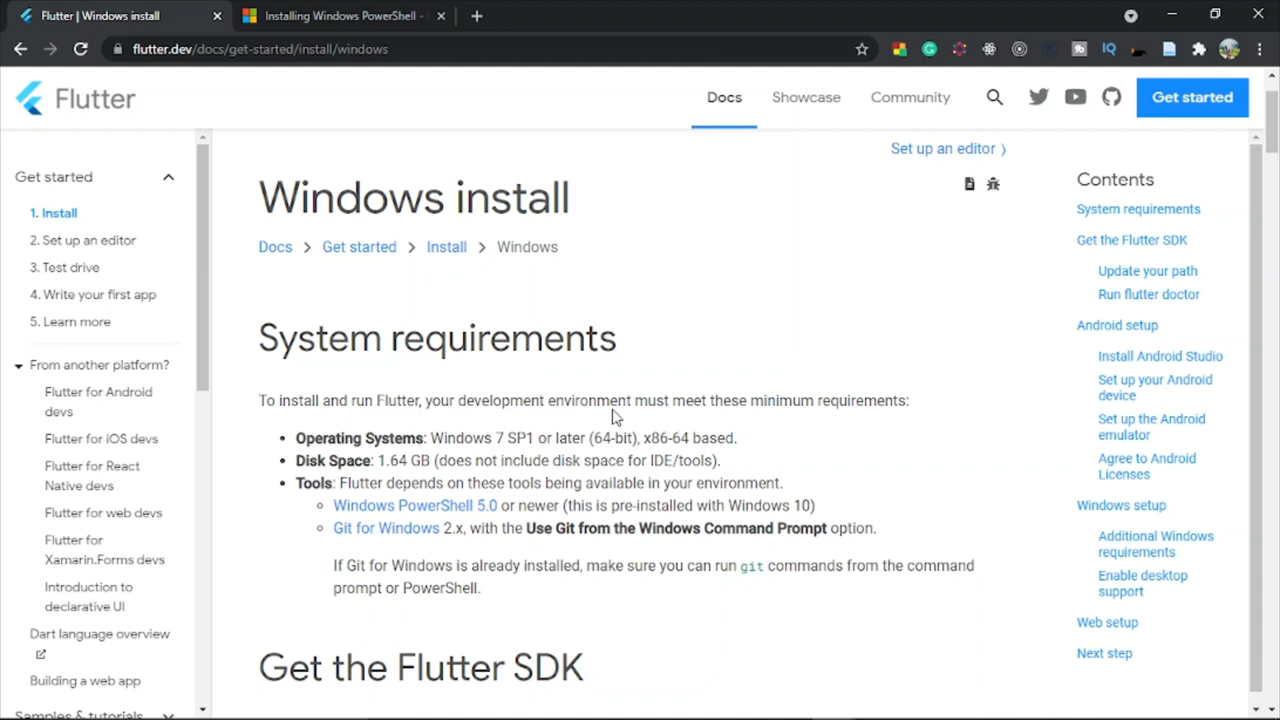 Flutter | Windows install
Installing Windows PowerShell -
flutter.dev/docs/get-started/install/windows
IQ
Flutter
Docs
Showcase
Community
Get started
Get started
1. Install
2. Set up an editor
3. Test drive
4. Write your first app
5. Learn more
From another platform?
Flutter for Android
devs
Flutter for iOS devs
Flutter for React
Native devs
Flutter for web devs
Flutter for
Xamarin.Forms devs
Introduction to
declarative UI
Dart language overview
Building a web app
Samples & tutorials
Set up an editor 〉
Windows install
Docs > Get started > Install > Windows
System requirements
To install and run Flutter, your development environment must meet these minimum requirements:
• Operating Systems: Windows 7 SP1 or later (64-bit), x86-64 based.
• Disk Space: 1.64 GB (does not include disk space for IDE/tools).
• Tools: Flutter depends on these tools being available in your environment.
◦ Windows PowerShell 5.0 or newer (this is pre-installed with Windows 10)
◦ Git for Windows 2.x, with the Use Git from the Windows Command Prompt option.
If Git for Windows is already installed, make sure you can run git commands from the command
prompt or PowerShell.
Get the Flutter SDK
Contents
System requirements
Get the Flutter SDK
Update your path
Run flutter doctor
Android setup
Install Android Studio
Set up your Android
device
Set up the Android
emulator
Agree to Android
Licenses
Windows setup
Additional Windows
requirements
Enable desktop
support
Web setup
Next step